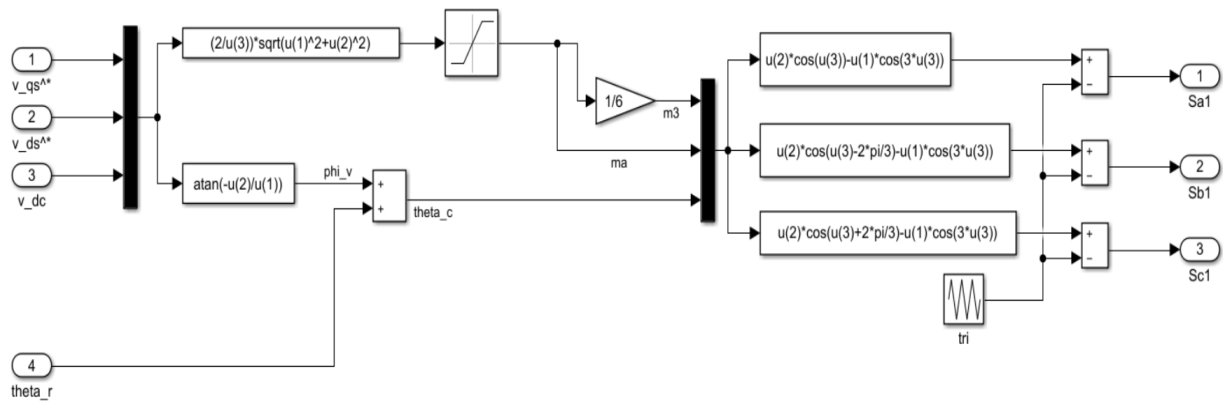 1
v_qs^*
2
v_ds^*
3
v_dc
(2/u(3))*sqrt(u(1)^2+u(2)^2)
atan(-u(2)/u(1))
phi_v
+
+
theta_c
4
theta_r
1/6
m3
ma
u(2)*cos(u(3))-u(1)*cos(3*u(3))
u(2)*cos(u(3)-2*pi/3)-u(1)*cos(3*u(3))
u(2)*cos(u(3)+2*pi/3)-u(1)*cos(3*u(3))
tri
+
−
1
Sa1
+
−
2
Sb1
+
−
3
Sc1